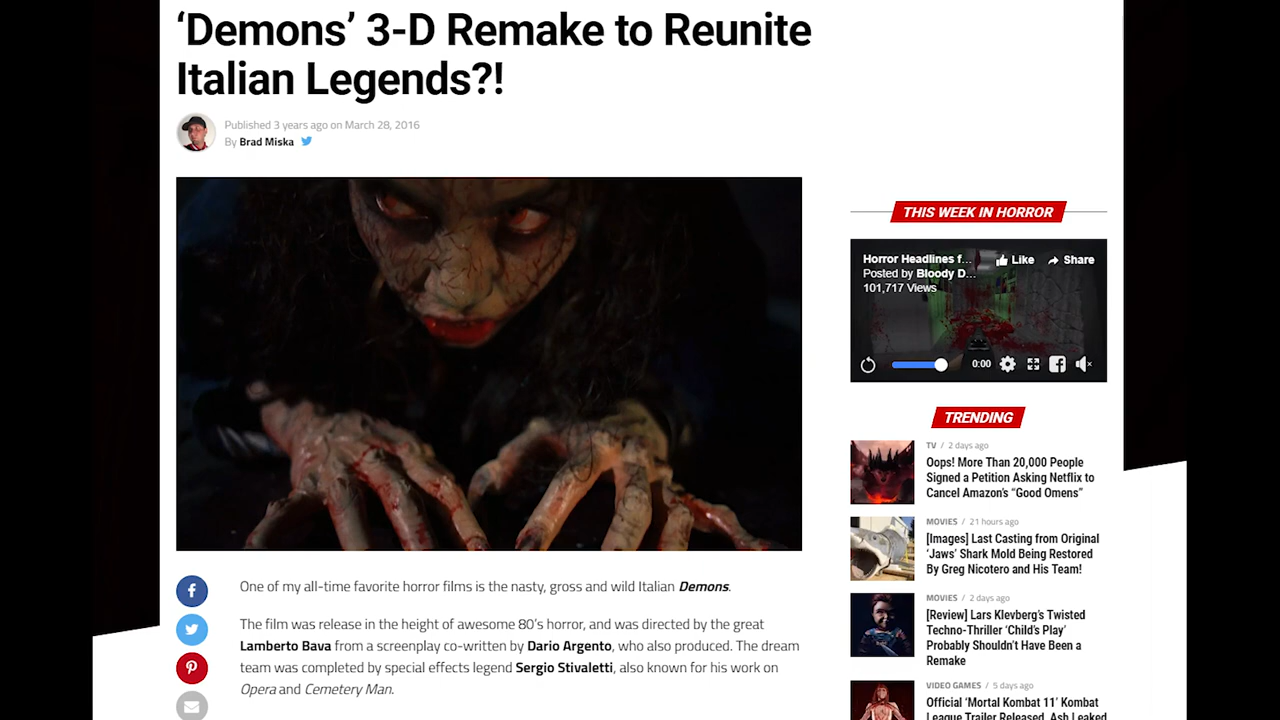 ‘Demons’ 3-D Remake to Reunite
Italian Legends?!
Published 3 years ago on March 28, 2016
By Brad Miska
One of my all-time favorite horror films is the nasty, gross and wild Italian Demons.
The film was release in the height of awesome 80’s horror, and was directed by the great
Lamberto Bava from a screenplay co-written by Dario Argento, who also produced. The dream
team was completed by special effects legend Sergio Stivaletti, also known for his work on
Opera and Cemetery Man.
THIS WEEK IN HORROR
Horror Headlines f...
Like
Share
Posted by Bloody D...
101,717 Views
0:00
TRENDING
TV / 2 days ago
Oops! More Than 20,000 People
Signed a Petition Asking Netflix to
Cancel Amazon’s “Good Omens”
MOVIES / 21 hours ago
[Images] Last Casting from Original
‘Jaws’ Shark Mold Being Restored
By Greg Nicotero and His Team!
MOVIES / 2 days ago
[Review] Lars Klevberg’s Twisted
Techno-Thriller ‘Child’s Play’
Probably Shouldn’t Have Been a
Remake
VIDEO GAMES / 5 days ago
Official ‘Mortal Kombat 11’ Kombat
League Trailer Released, Ash Leaked